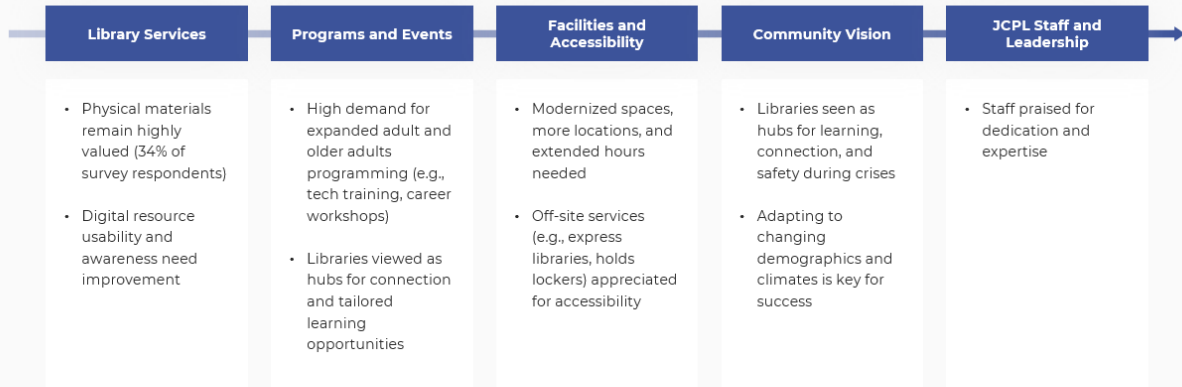 Library Services
• Physical materials
remain highly
valued (34% of
survey respondents)
• Digital resource
usability and
awareness need
improvement
Programs and Events
• High demand for
expanded adult and
older adults
programming (e.g.,
tech training, career
workshops)
• Libraries viewed as
hubs for connection
and tailored
learning
opportunities
Facilities and
Accessibility
• Modernized spaces,
more locations, and
extended hours
needed
• Off-site services
(e.g., express
libraries, holds
lockers) appreciated
for accessibility
Community Vision
• Libraries seen as
hubs for learning,
connection, and
safety during crises
• Adapting to
changing
demographics and
climates is key for
success
JCPL Staff and
Leadership
• Staff praised for
dedication and
expertise